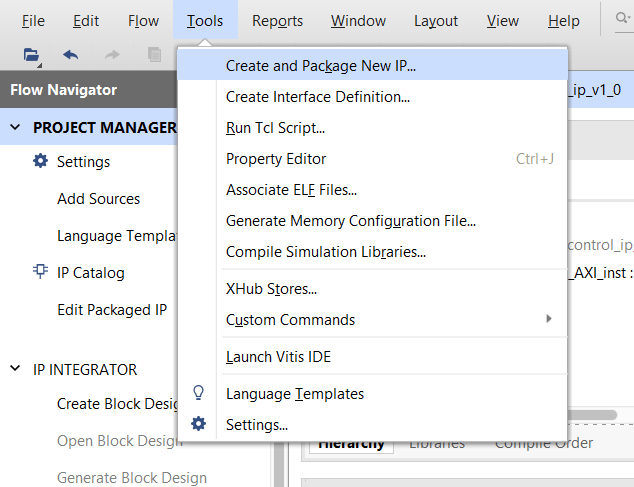 File Edit Flow Tools Reports Window Layout View Help
Flow Navigator
PROJECT MANAGER
Settings
Add Sources
Language Templa
IP Catalog
Edit Packaged IP
IP INTEGRATOR
Create Block Desig
Open Block Design
Generate Block Design
Create and Package New IP...
Create Interface Definition...
Run Tcl Script...
Property Editor Ctrl+J
Associate ELF Files...
Generate Memory Configuration File...
Compile Simulation Libraries...
XHub Stores...
Custom Commands
Launch Vitis IDE
Language Templates
Settings...
_ip_v1_0
control_ip_
_AXI_inst :
Hierarchy Libraries Compile Order